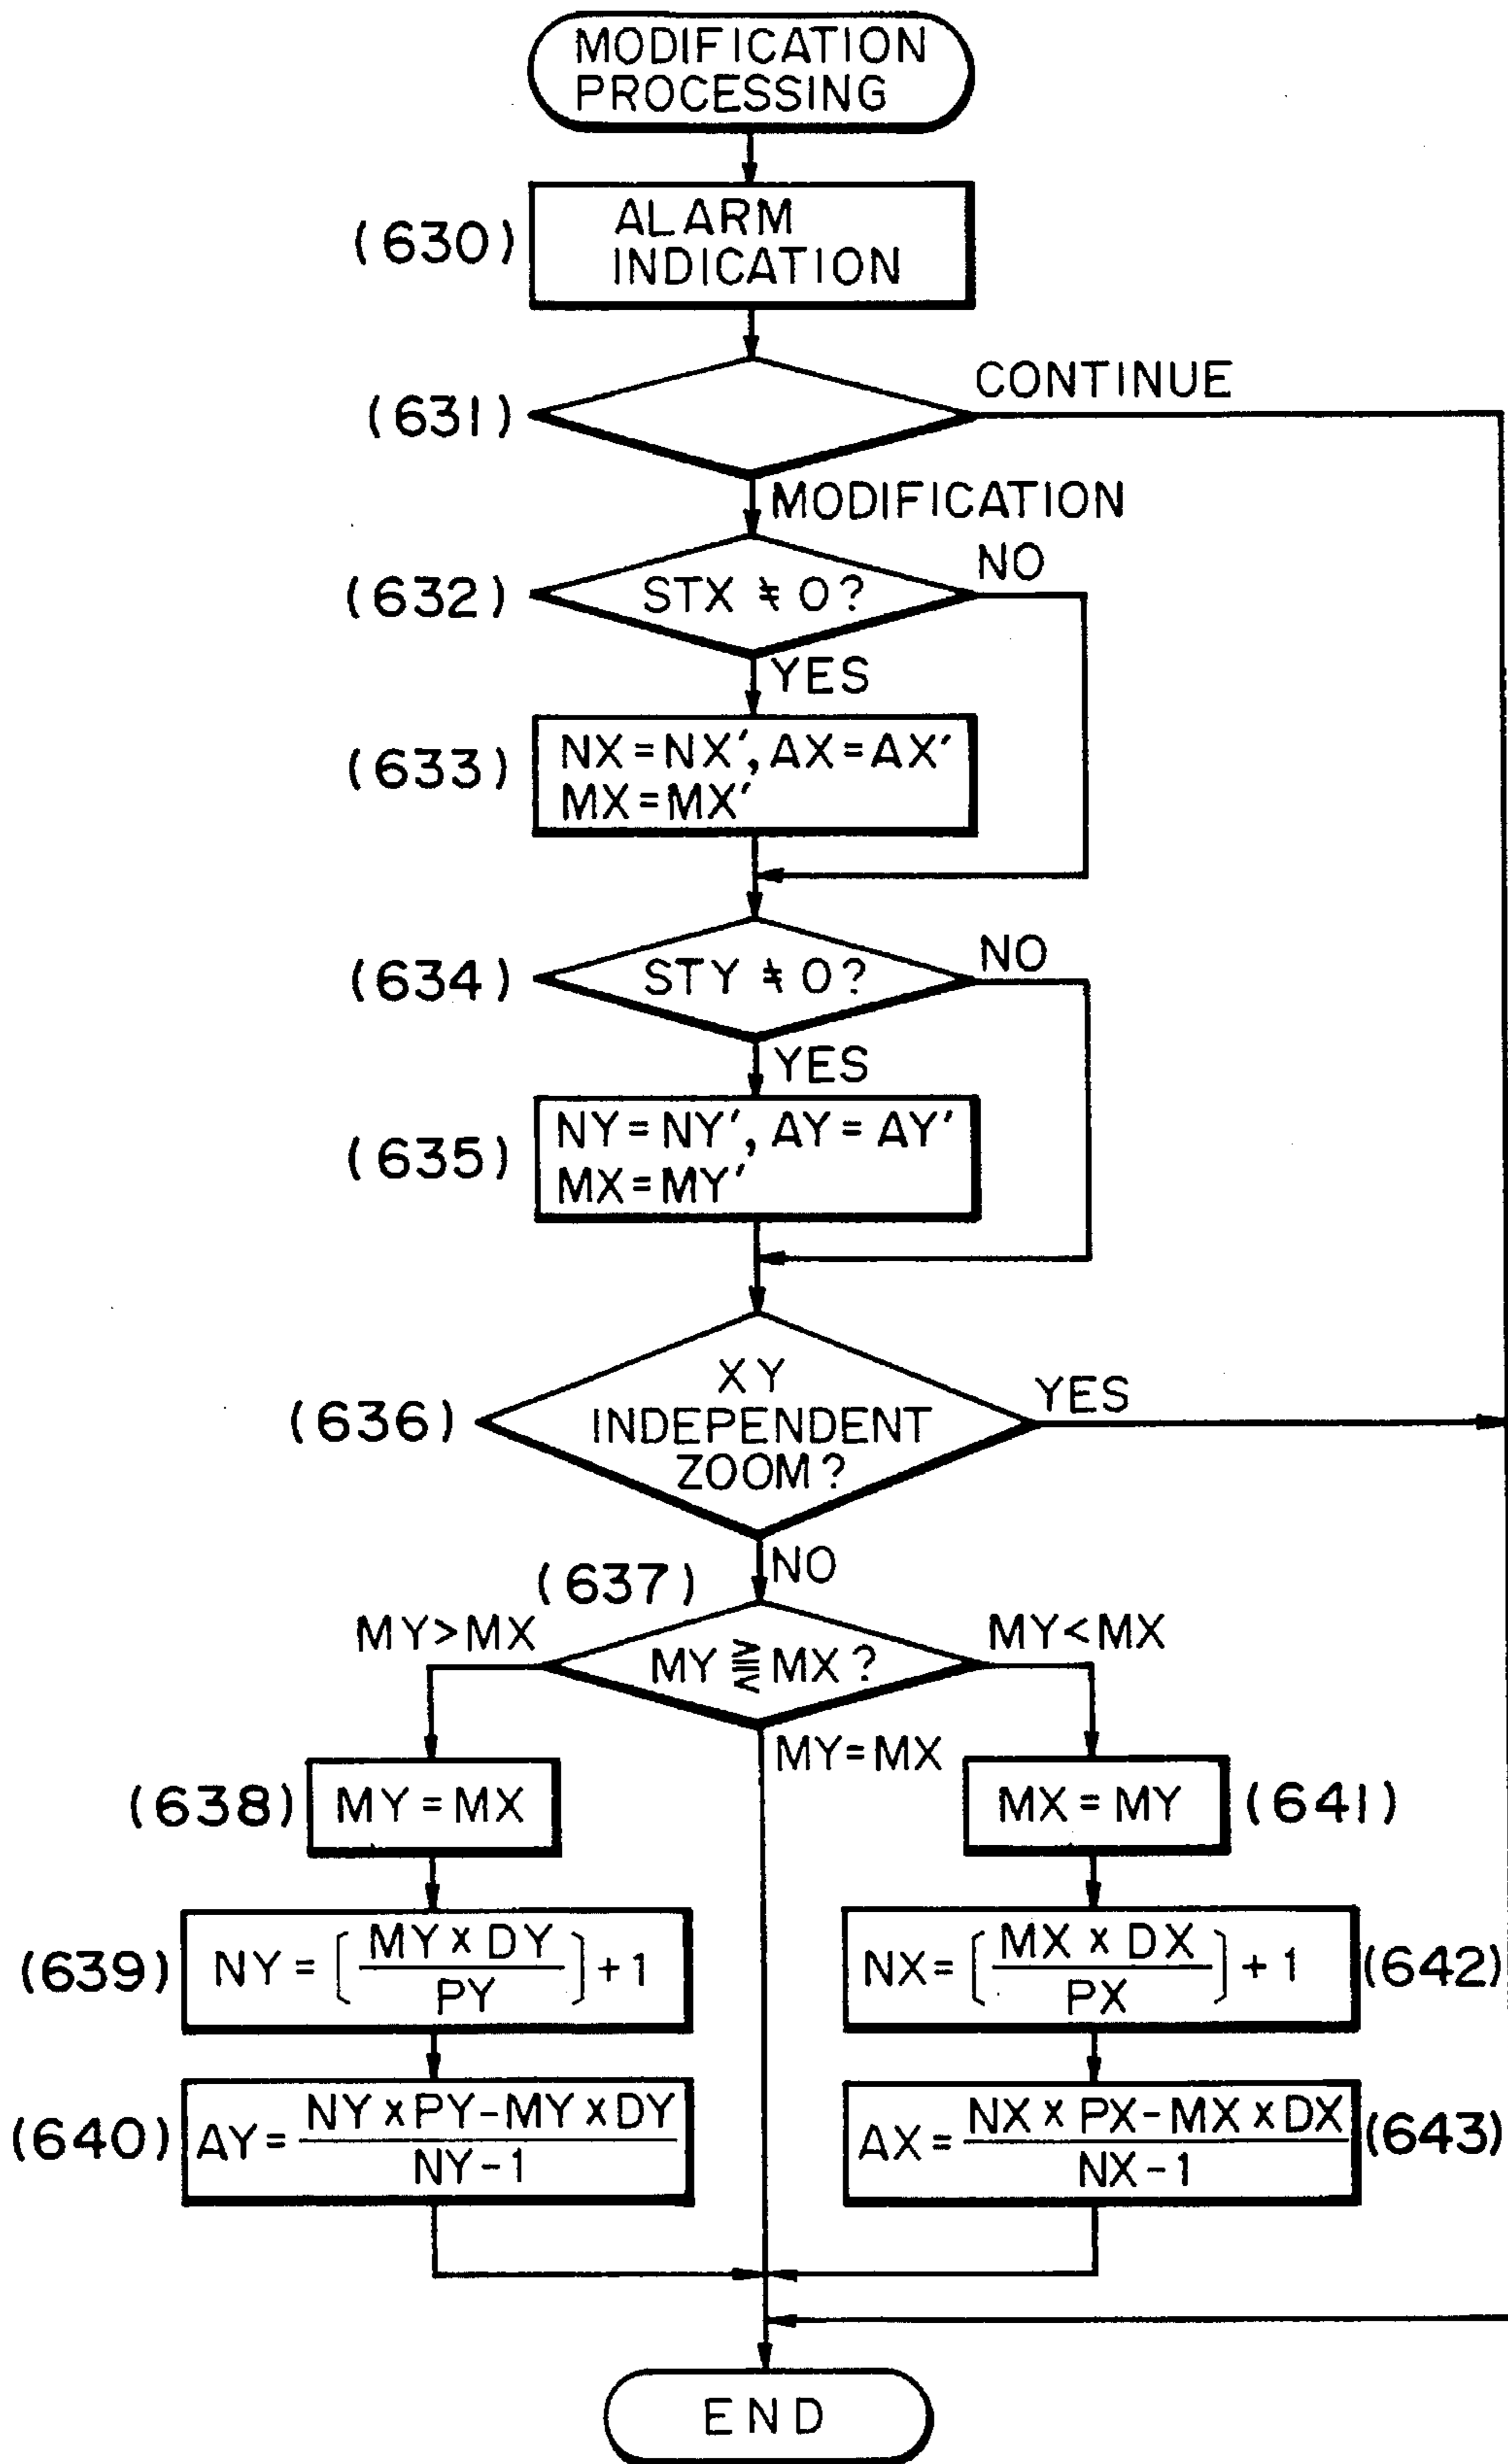 MODIFICATION
PROCESSING
(630)
ALARM
INDICATION
(631)
CONTINUE
MODIFICATION
(632)
STX ≠ 0?
NO
YES
(633)
NX=NX′, AX=AX′
MX=MX′
(634)
STY ≠ 0?
NO
YES
(635)
NY=NY′, AY=AY′
MX=MY′
(636)
XY
INDEPENDENT
ZOOM?
YES
NO
(637)
MY>MX
MY ⪌ MX?
MY<MX
MY=MX
(638)
MY=MX
MX=MY
(641)
(639)
NY=[MY×DY/PY]+1
NX=[MX×DX/PX]+1
(642)
(640)
AY=NY×PY-MY×DY/NY-1
AX=NX×PX-MX×DX/NX-1
(643)
END